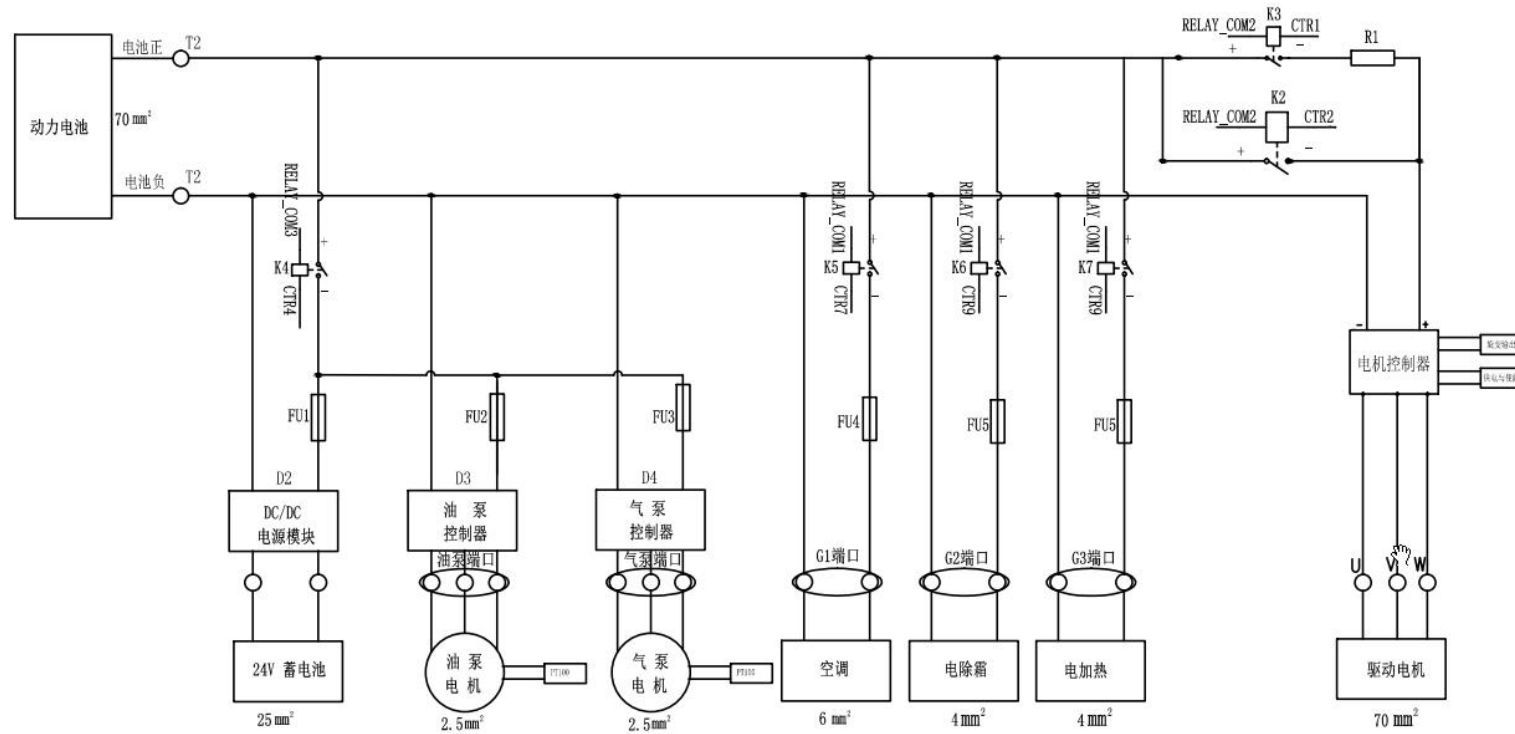 K3
RELAY_COM2
CTR1
+
-
R1
电池正
T2
动力电池
70 mm²
K2
RELAY_COM2
CTR2
+
-
电池负
T2
RELAY_COM3
K4
CTR4
+
-
RELAY_COM1
K5
CTR7
+
-
RELAY_COM1
K6
CTR9
+
-
RELAY_COM1
K7
CTR9
+
-
-
+
电机控制器
旋变输出
FU1
FU2
FU3
FU4
FU5
FU5
D2
DC/DC
电源模块
D3
油泵
控制器
油泵端口
D4
气泵
控制器
气泵端口
G1端口
G2端口
G3端口
U
V
W
24V 蓄电池
油泵
电机
PT100
气泵
电机
PT100
空调
电除霜
电加热
驱动电机
25 mm²
2.5 mm²
2.5 mm²
6 mm²
4 mm²
4 mm²
70 mm²